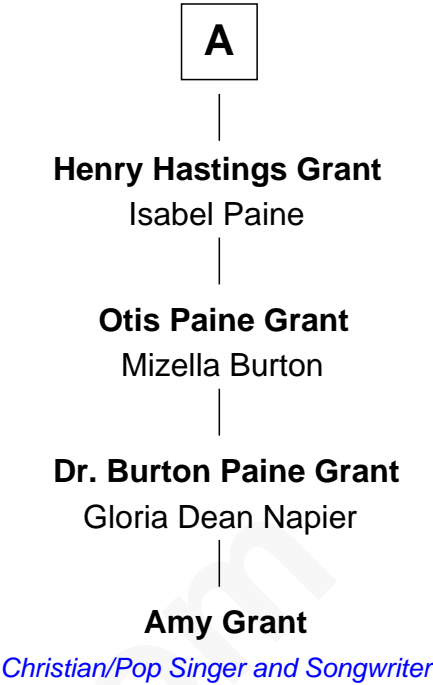 A
Henry Hastings Grant
Isabel Paine
Otis Paine Grant
Mizella Burton
Dr. Burton Paine Grant
Gloria Dean Napier
Amy Grant
Christian/Pop Singer and Songwriter